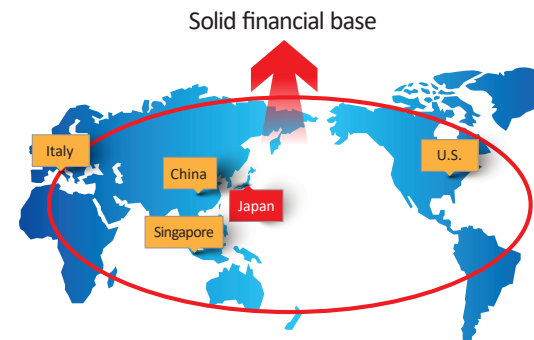 Solid financial base
Italy
U.S.
China
Japan
Singapore